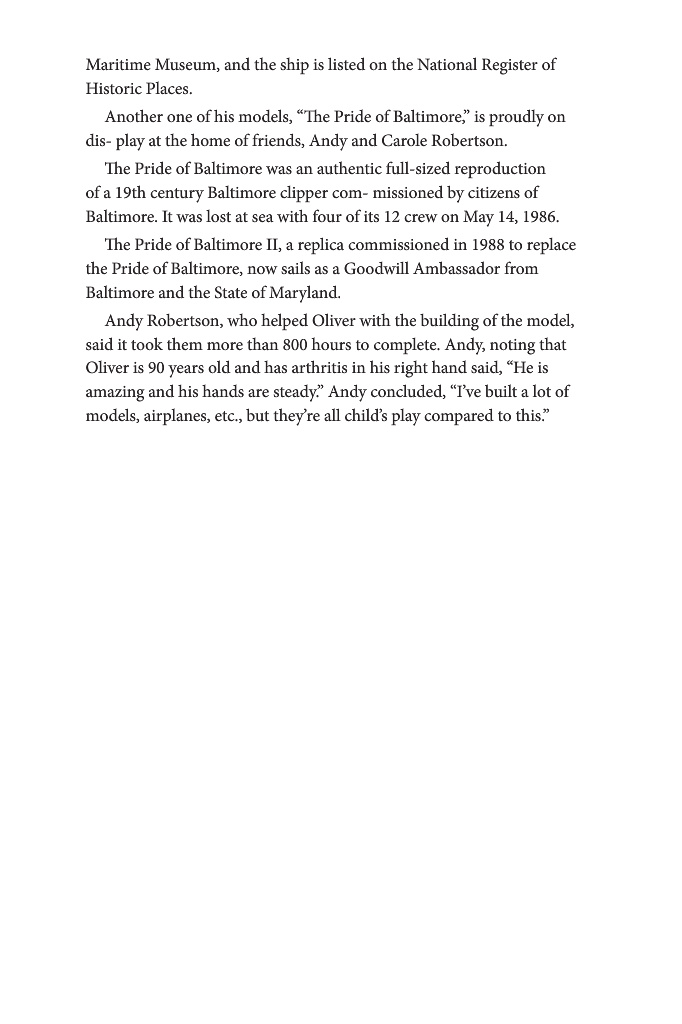 Maritime Museum, and the ship is listed on the National Register of
Historic Places.
Another one of his models, “The Pride of Baltimore,” is proudly on
dis- play at the home of friends, Andy and Carole Robertson.
The Pride of Baltimore was an authentic full-sized reproduction
of a 19th century Baltimore clipper com- missioned by citizens of
Baltimore. It was lost at sea with four of its 12 crew on May 14, 1986.
The Pride of Baltimore II, a replica commissioned in 1988 to replace
the Pride of Baltimore, now sails as a Goodwill Ambassador from
Baltimore and the State of Maryland.
Andy Robertson, who helped Oliver with the building of the model,
said it took them more than 800 hours to complete. Andy, noting that
Oliver is 90 years old and has arthritis in his right hand said, “He is
amazing and his hands are steady.” Andy concluded, “I’ve built a lot of
models, airplanes, etc., but they’re all child’s play compared to this.”